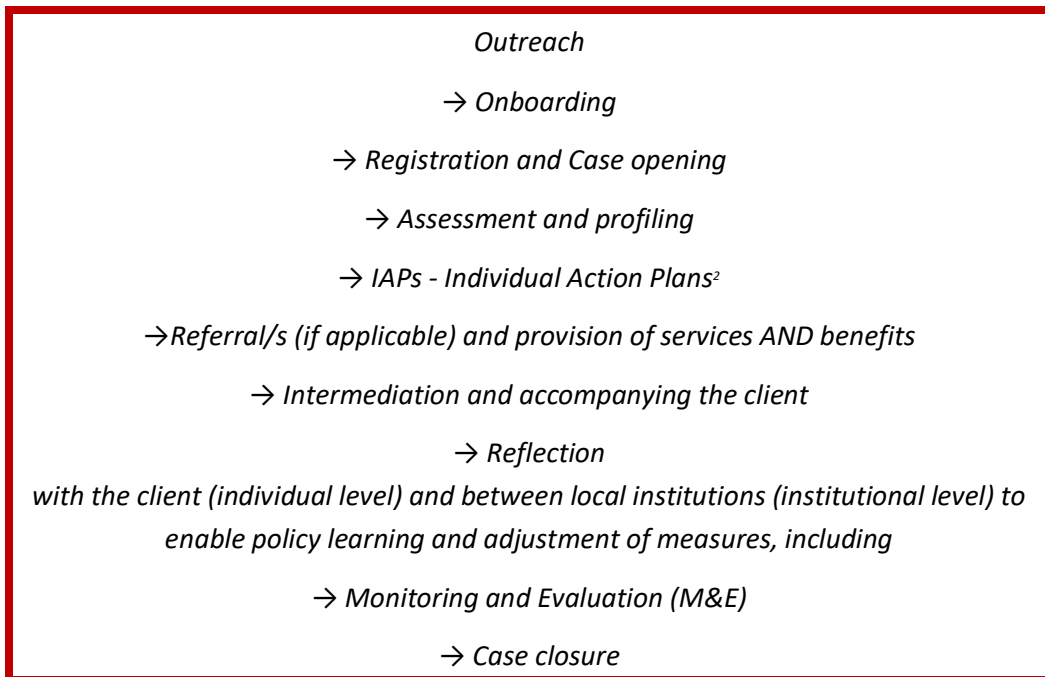 Outreach
→ Onboarding
→ Registration and Case opening
→ Assessment and profiling
→ IAPs - Individual Action Plans²
→Referral/s (if applicable) and provision of services AND benefits
→ Intermediation and accompanying the client
→ Reflection
with the client (individual level) and between local institutions (institutional level) to
enable policy learning and adjustment of measures, including
→ Monitoring and Evaluation (M&E)
→ Case closure